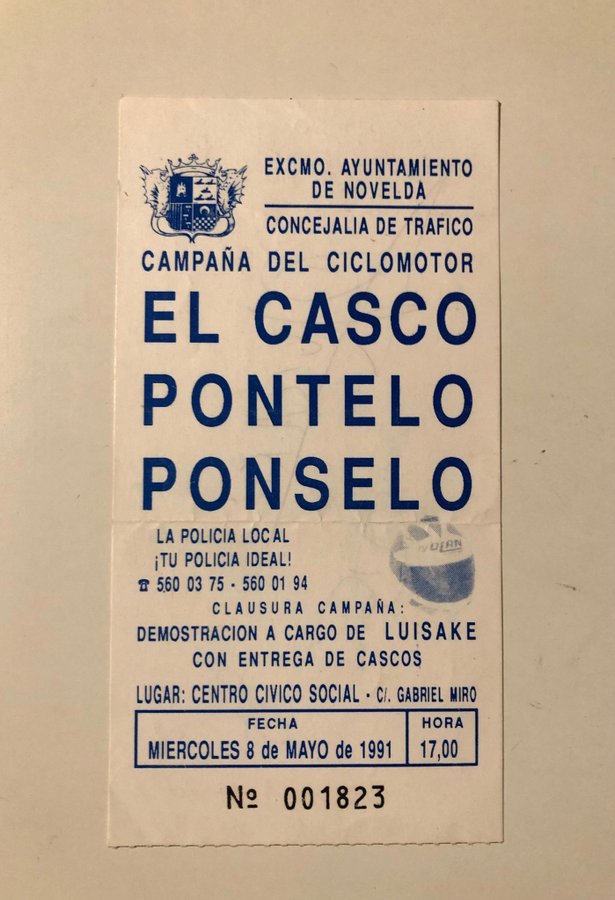 EXCMO. AYUNTAMIENTO
DE NOVELDA
CONCEJALIA DE TRAFICO
CAMPAÑA DEL CICLOMOTOR
EL CASCO
PONTELO
PONSELO
LA POLICIA LOCAL
¡TU POLICIA IDEAL!
☎ 560 03 75 - 560 01 94
CLAUSURA CAMPAÑA:
DEMOSTRACION A CARGO DE LUISAKE
CON ENTREGA DE CASCOS
LUGAR: CENTRO CIVICO SOCIAL - C/. GABRIEL MIRO
FECHA
MIERCOLES 8 de MAYO de 1991
HORA
17,00
Nº 001823